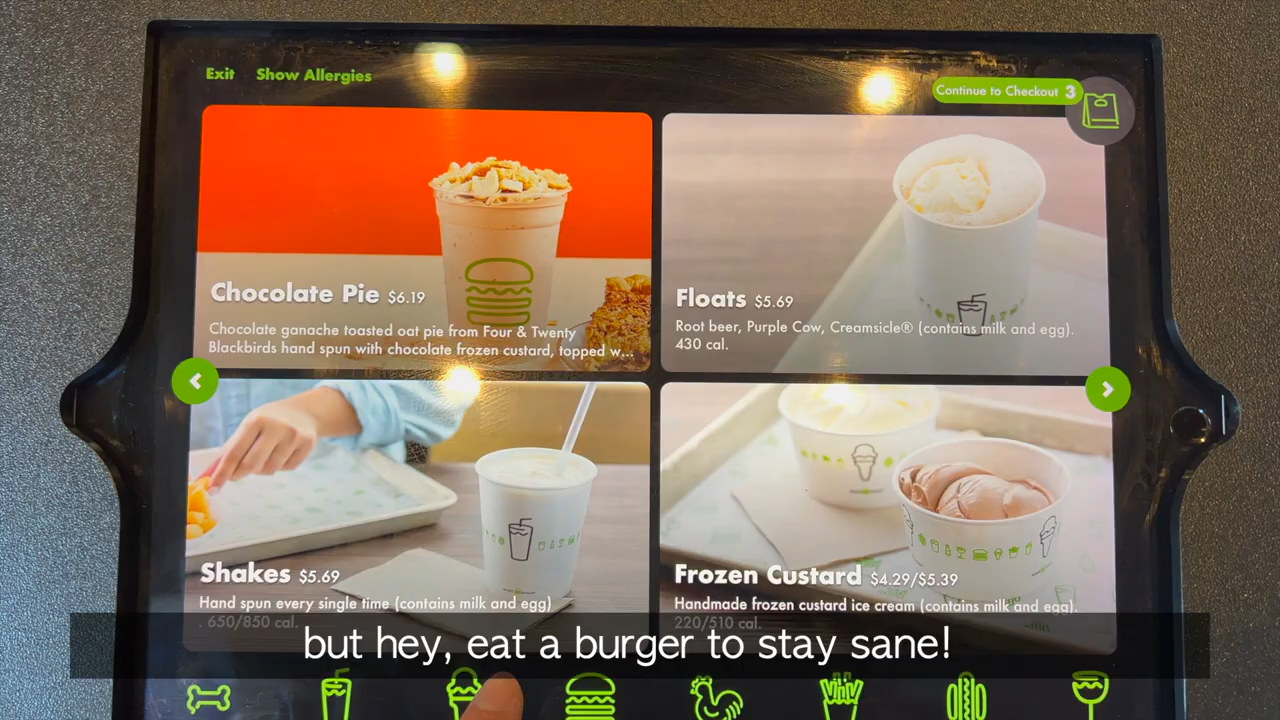 Exit
Show Allergies
Continue to Checkout 3
Chocolate Pie $6.19
Chocolate ganache toasted oat pie from Four & Twenty
Blackbirds hand spun with chocolate frozen custard, topped w...
Floats $5.69
Root beer, Purple Cow, Creamsicle® (contains milk and egg).
430 cal.
Shakes $5.69
Hand spun every single time (contains milk and egg)
. 650/850 cal.
Frozen Custard $4.29/$5.39
Handmade frozen custard ice cream (contains milk and egg).
220/510 cal.
but hey, eat a burger to stay sane!